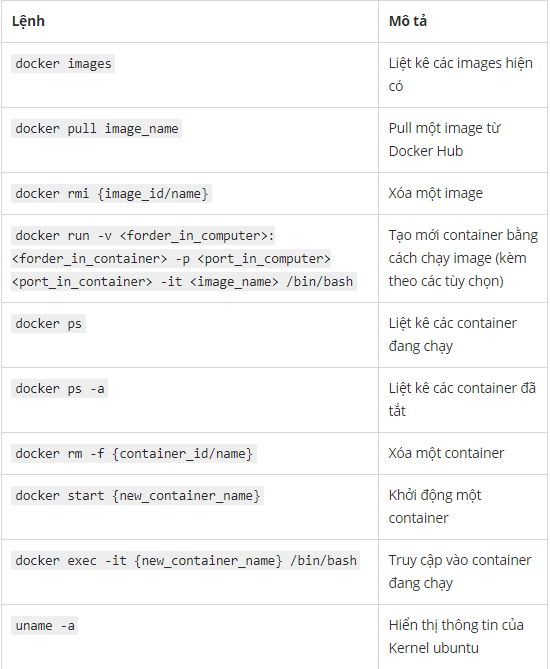 Lệnh Mô tả
docker images Liệt kê các images hiện
có
docker pull image_name Pull một image từ
Docker Hub
docker rmi {image_id/name} Xóa một image
docker run -v <forder_in_computer>: Tạo mới container bằng
<forder_in_container> -p <port_in_computer> cách chạy image (kèm
<port_in_container> -it <image_name> /bin/bash theo các tùy chọn)
docker ps Liệt kê các container
đang chạy
docker ps -a Liệt kê các container đã
tắt
docker rm -f {container_id/name} Xóa một container
docker start {new_container_name} Khởi động một
container
docker exec -it {new_container_name} /bin/bash Truy cập vào container
đang chạy
uname -a Hiển thị thông tin của
Kernel ubuntu